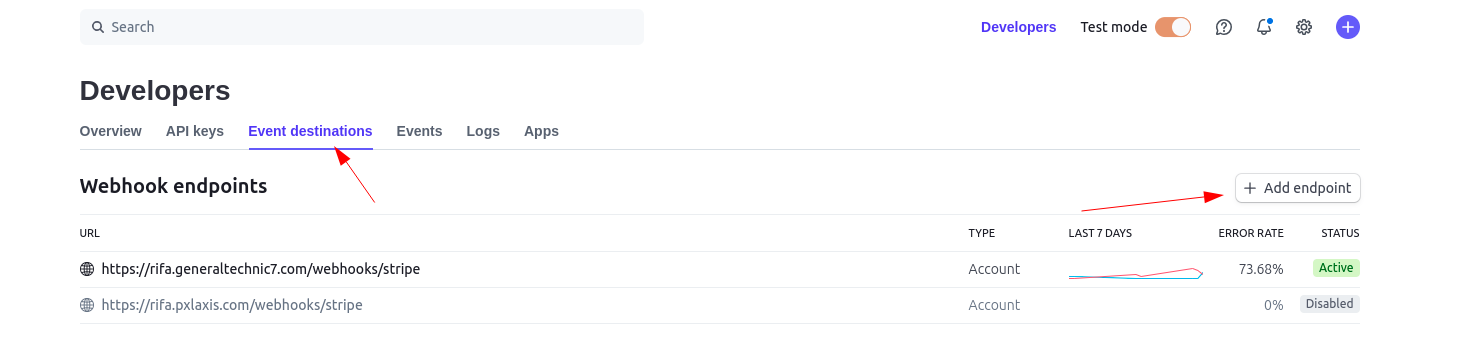 Search Developers Test mode
Developers
Overview API keys Event destinations Events Logs Apps
Webhook endpoints Add endpoint
URL TYPE LAST 7 DAYS ERROR RATE STATUS
https://rifa.generaltechnic7.com/webhooks/stripe Account 73.68% Active
https://rifa.pxlaxis.com/webhooks/stripe Account 0% Disabled